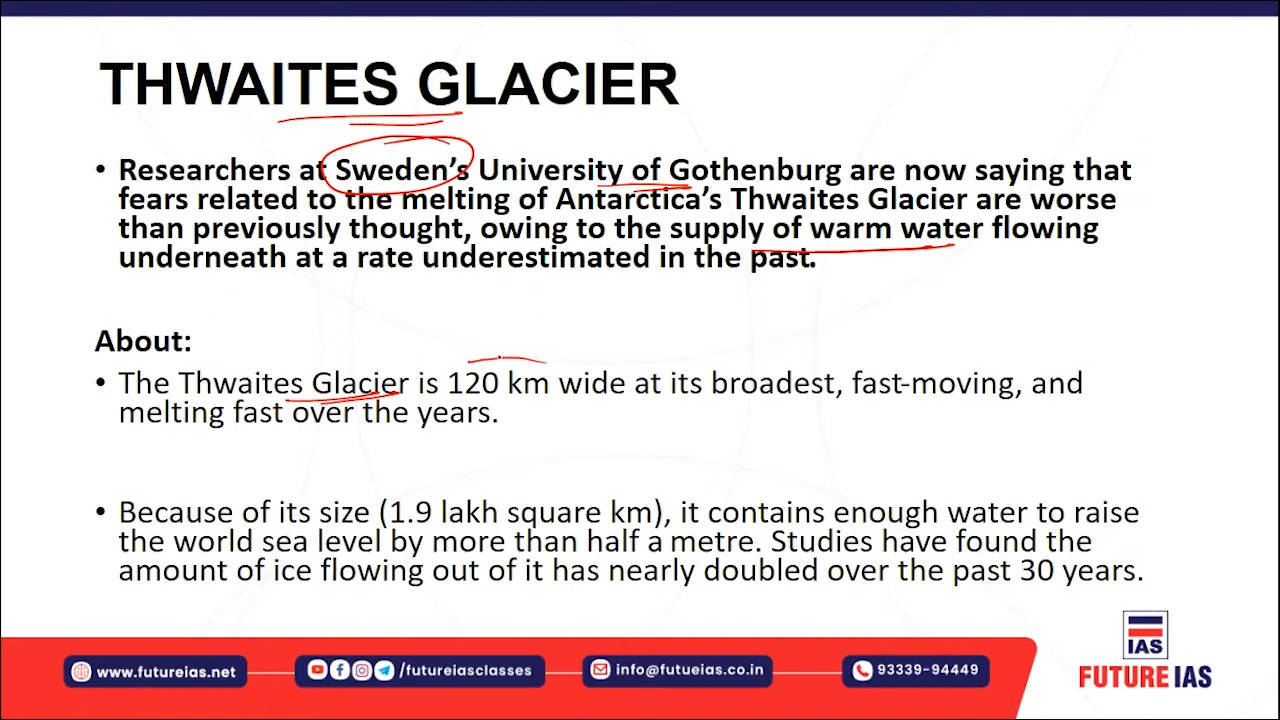 THWAITES GLACIER
• Researchers at Sweden's University of Gothenburg are now saying that
fears related to the melting of Antarctica's Thwaites Glacier are worse
than previously thought, owing to the supply of warm water flowing
underneath at a rate underestimated in the past.
About:
• The Thwaites Glacier is 120 km wide at its broadest, fast-moving, and
melting fast over the years.
• Because of its size (1.9 lakh square km), it contains enough water to raise
the world sea level by more than half a metre. Studies have found the
amount of ice flowing out of it has nearly doubled over the past 30 years.
www.futureias.net
/futureiasclasses
info@futueias.co.in
93339-94449
IAS
FUTURE IAS